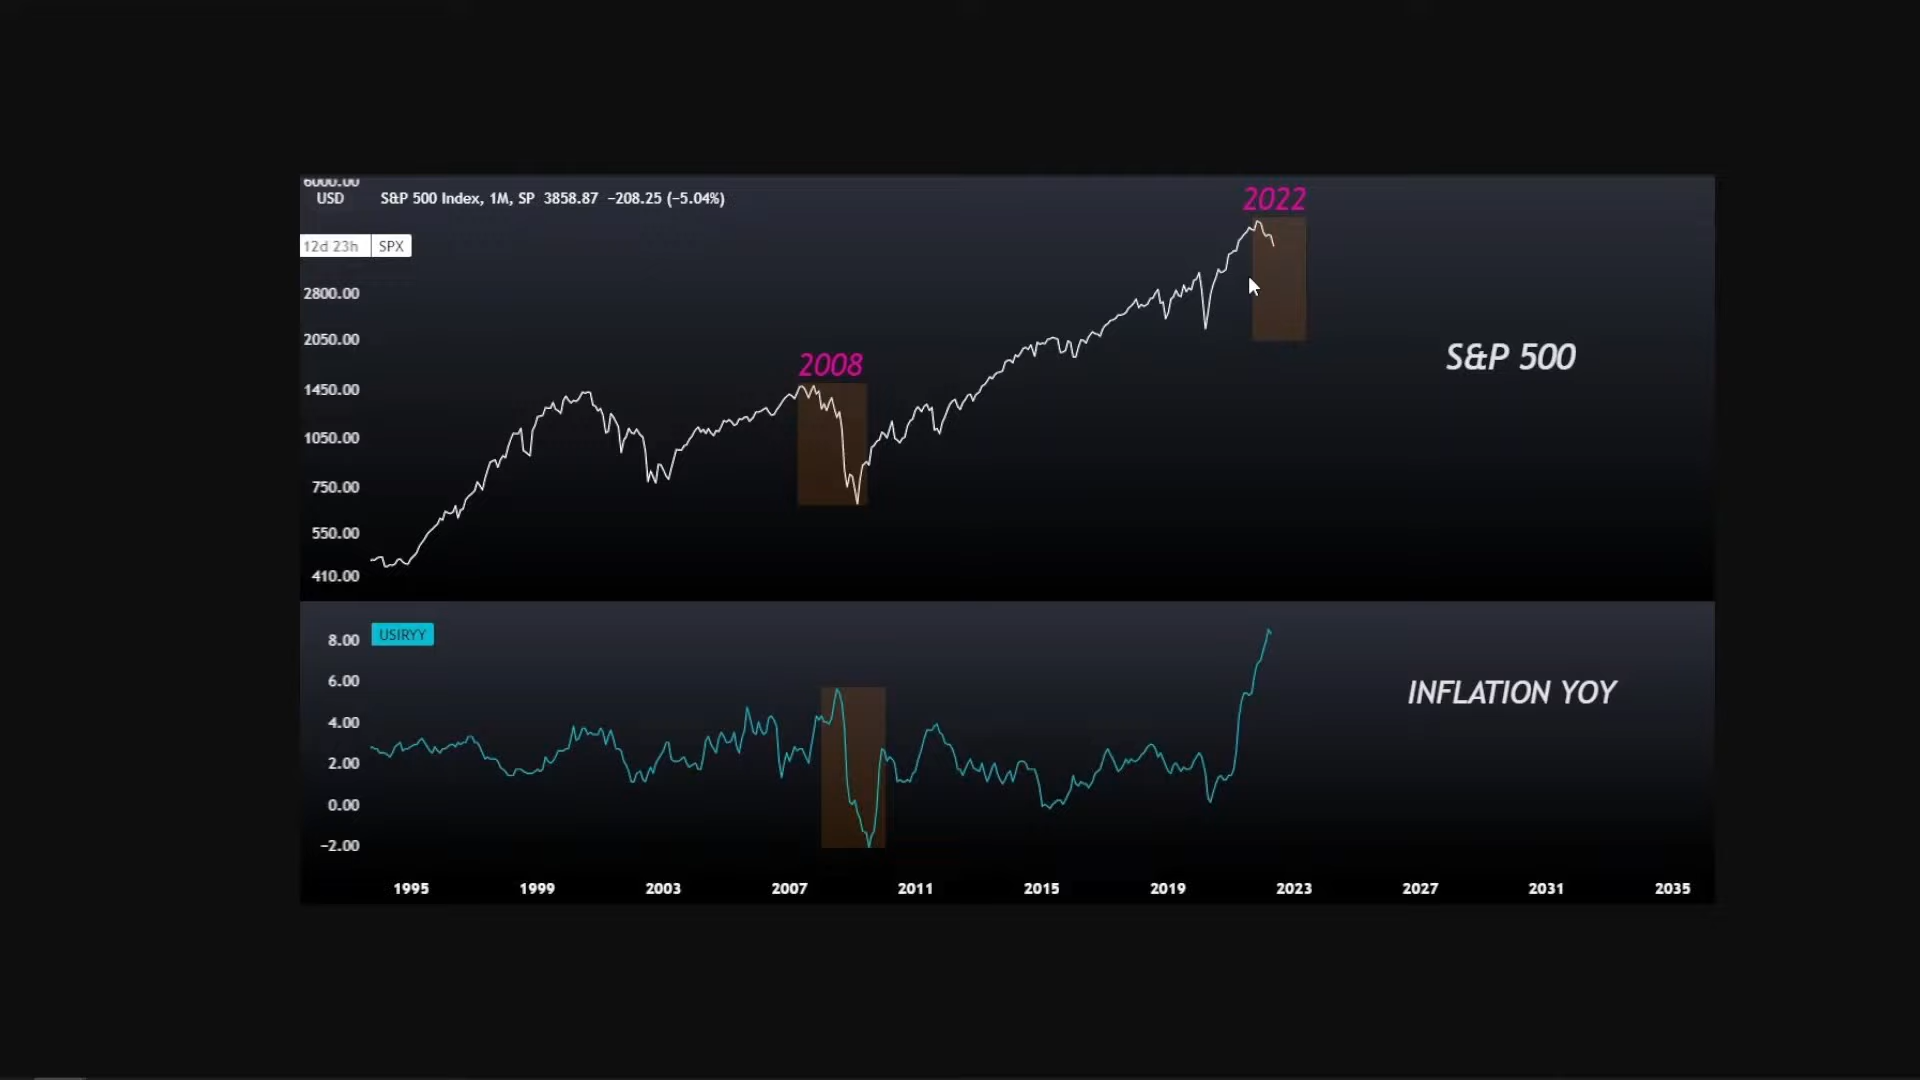 6000.00
USD S&P 500 Index, 1M, SP 3858.87 −208.25 (−5.04%)
2022
12d 23h SPX
2800.00
2050.00
S&P 500
2008
1450.00
1050.00
750.00
550.00
410.00
8.00 USIRYY
6.00
INFLATION YOY
4.00
2.00
0.00
−2.00
1995 1999 2003 2007 2011 2015 2019 2023 2027 2031 2035